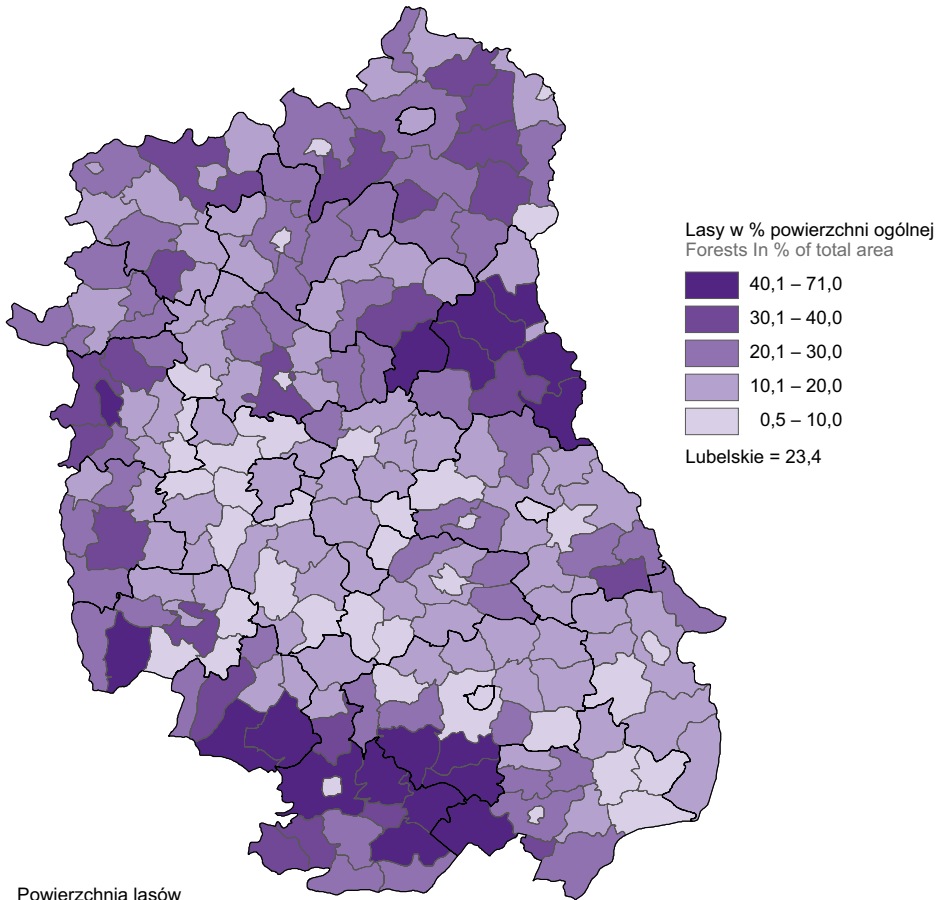 Lasy w % powierzchni ogólnej
Forests In % of total area
40,1 – 71,0
30,1 – 40,0
20,1 – 30,0
10,1 – 20,0
0,5 – 10,0
Lubelskie = 23,4
Powierzchnia lasów